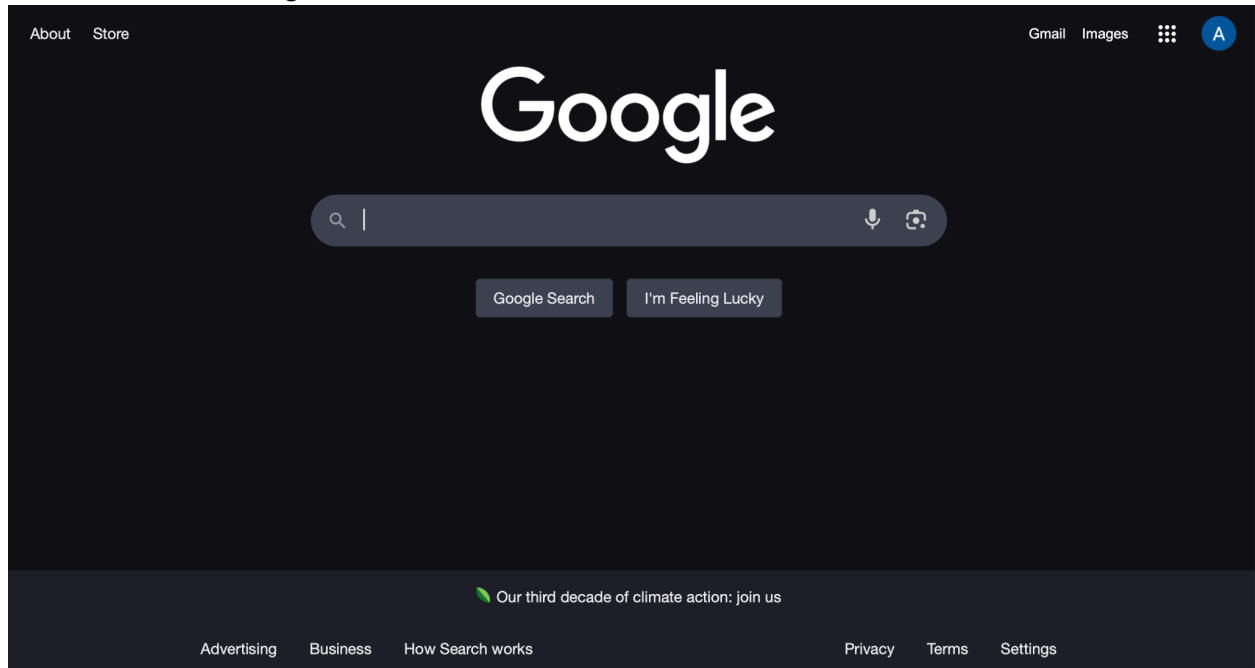 About Store
Gmail Images
A
Google
Google Search
I'm Feeling Lucky
Our third decade of climate action: join us
Advertising Business How Search works
Privacy Terms Settings